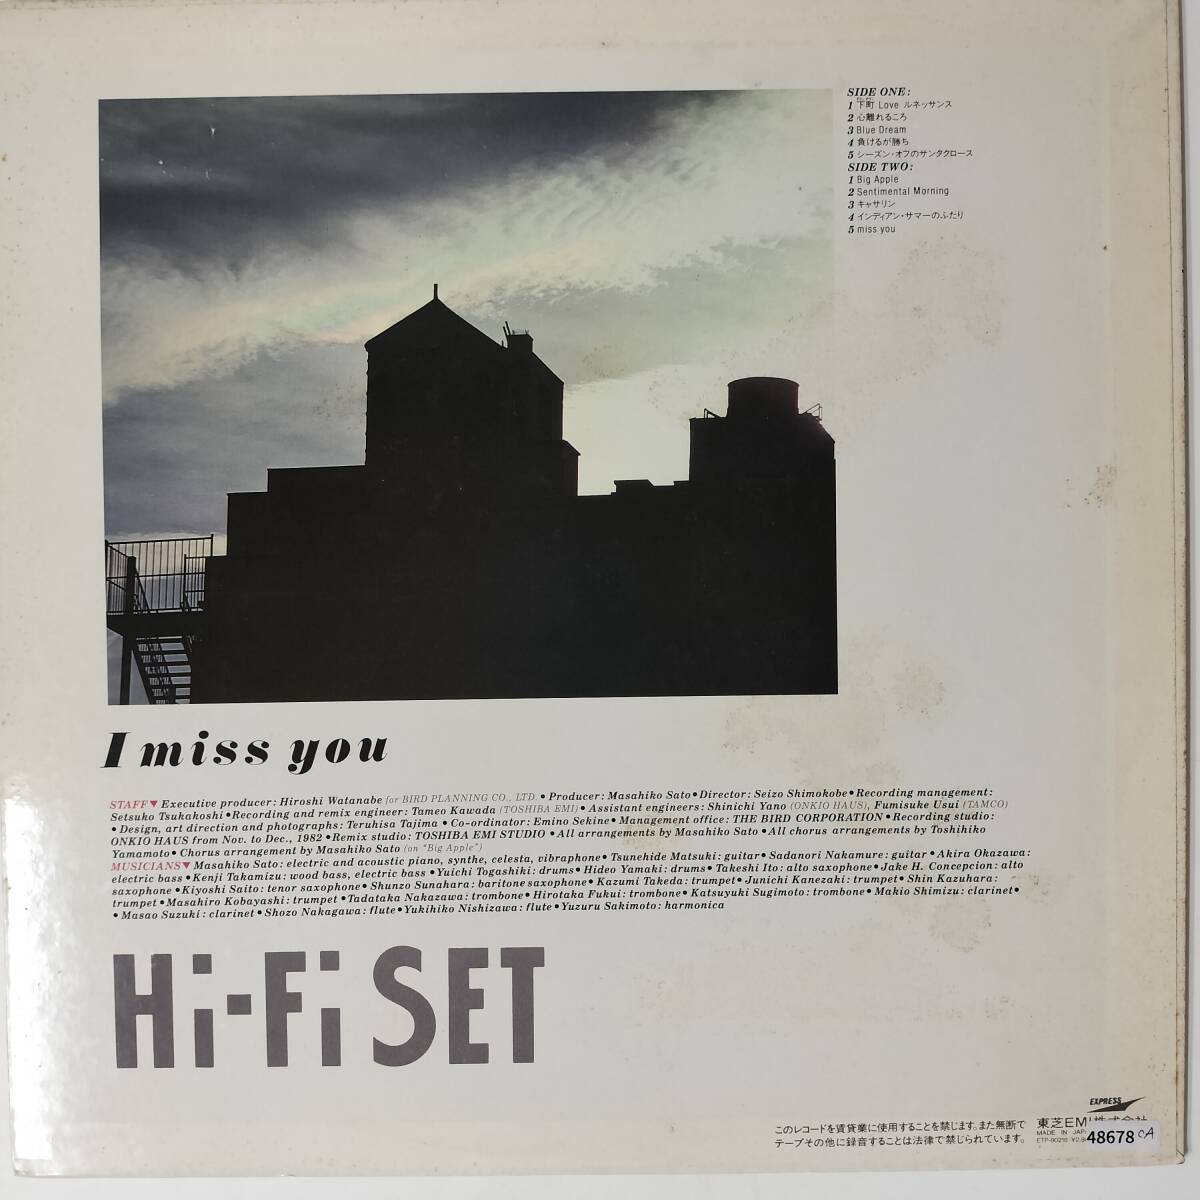 SIDE ONE:
1 下町 Love ルネッサンス
2 心離れるころ
3 Blue Dream
4 負けるが勝ち
5 シーズン・オフのサンタクロース
SIDE TWO:
1 Big Apple
2 Sentimental Morning
3 キャサリン
4 インディアン・サマーのふたり
5 miss you
I miss you
STAFF▼ Executive producer: Hiroshi Watanabe for BIRD PLANNING CO., LTD.• Producer: Masahiko Sato• Director: Seizo Shimokobe• Recording management:
Setsuko Tsukakoshi• Recording and remix engineer: Tameo Kawada (TOSHIBA EMI)• Assistant engineers: Shinichi Yano (ONKIO HAUS), Fumisuke Usui (TAMCO)
• Design, art direction and photographs: Teruhisa Tajima• Co-ordinator: Emino Sekine• Management office: THE BIRD CORPORATION• Recording studio:
ONKIO HAUS from Nov. to Dec., 1982• Remix studio: TOSHIBA EMI STUDIO• All arrangements by Masahiko Sato• All chorus arrangements by Toshihiko
Yamamoto• Chorus arrangement by Masahiko Sato (on "Big Apple")
MUSICIANS▼ Masahiko Sato: electric and acoustic piano, synthe, celesta, vibraphone• Tsunehide Matsuki: guitar• Sadanori Nakamure: guitar• Akira Okazawa:
electric bass• Kenji Takamizu: wood bass, electric bass• Yuichi Togashiki: drums• Hideo Yamaki: drums• Takeshi Ito: alto saxophone• Jake H. Concepcion: alto
saxophone• Kiyoshi Saito: tenor saxophone• Shunzo Sunahara: baritone saxophone• Kazumi Takeda: trumpet• Junichi Kanezaki: trumpet• Shin Kazuhara:
trumpet• Masahiro Kobayashi: trumpet• Tadataka Nakazawa: trombone• Hirotaka Fukui: trombone• Katsuyuki Sugimoto: trombone• Makio Shimizu: clarinet•
• Masao Suzuki: clarinet• Shozo Nakagawa: flute• Yukihiko Nishizawa: flute• Yuzuru Sakimoto: harmonica
Hi-Fi SET
EXPRESS
このレコードを賃貸業に使用することを禁じます。また無断で
テープその他に録音することは法律で禁じられています。
東芝EM
MADE IN JAP
ETP-90216 ¥2,8
48678 CA